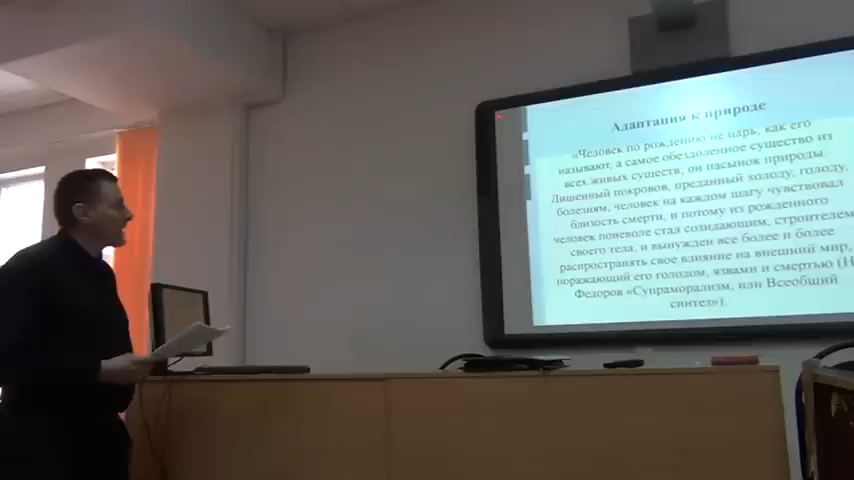 Адаптация к природе
«Человек по рождению не царь, как его
называют, а самое обездоленное существо из
всех живых существ, он пасынок природы
Лишенный покровов, преданный холоду, голоду,
болезням, человек на каждом шагу чувствовал
близость смерти, и потому из рожденного
человек поневоле стал созидающим, строителем
своего тела, и вынужден все более и более
распространять свое влияние на внешний мир,
поражающий его голодом, язвами и смертью (Н
Федоров «Супраморализм, или Всеобщий
синтез»).